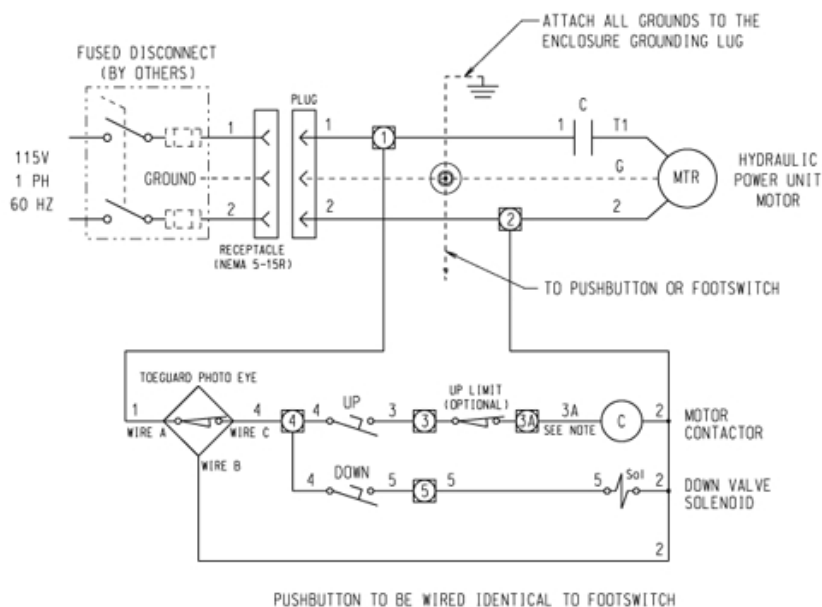 ATTACH ALL GROUNDS TO THE
ENCLOSURE GROUNDING LUG
FUSED DISCONNECT
(BY OTHERS)
PLUG
C
1
1
1
1
T1
115V
1 PH
60 HZ
GROUND
G
MTR
HYDRAULIC
POWER UNIT
MOTOR
2
2
2
2
RECEPTACLE
(NEMA 5-15R)
TO PUSHBUTTON OR FOOTSWITCH
TOEGUARD PHOTO EYE
UP
UP LIMIT
(OPTIONAL)
1
4
4
4
3
3
3A
3A
C
2
MOTOR
CONTACTOR
WIRE A
WIRE C
SEE NOTE
WIRE B
DOWN
4
5
5
5
5
Sol
2
DOWN VALVE
SOLENOID
2
PUSHBUTTON TO BE WIRED IDENTICAL TO FOOTSWITCH